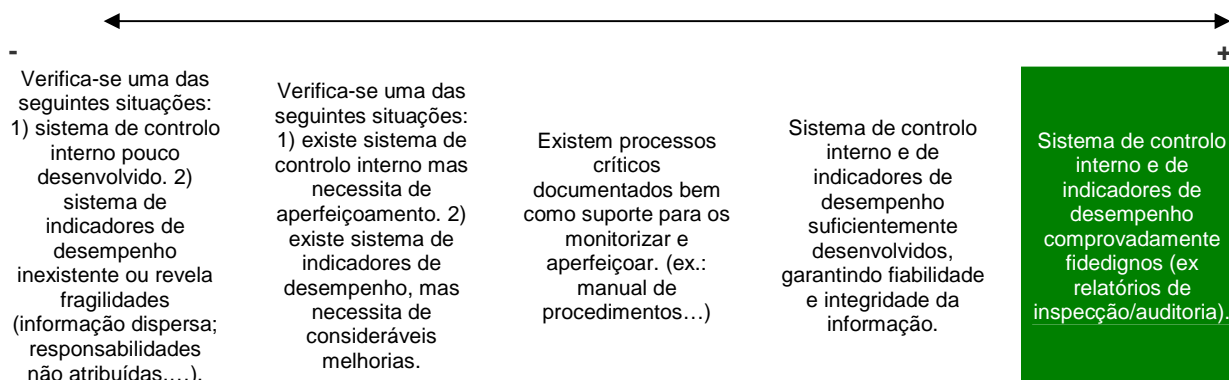 -
+
Verifica-se uma das
seguintes situações:
1) sistema de controlo
interno pouco
desenvolvido. 2)
sistema de
indicadores de
desempenho
inexistente ou revela
fragilidades
(informação dispersa;
responsabilidades
não atribuídas,…).
Verifica-se uma das
seguintes situações:
1) existe sistema de
controlo interno mas
necessita de
aperfeiçoamento. 2)
existe sistema de
indicadores de
desempenho, mas
necessita de
consideráveis
melhorias.
Existem processos
críticos
documentados bem
como suporte para os
monitorizar e
aperfeiçoar. (ex.:
manual de
procedimentos…)
Sistema de controlo
interno e de
indicadores de
desempenho
suficientemente
desenvolvidos,
garantindo fiabilidade
e integridade da
informação.
Sistema de controlo
interno e de
indicadores de
desempenho
comprovadamente
fidedignos (ex
relatórios de
inspecção/auditoria).